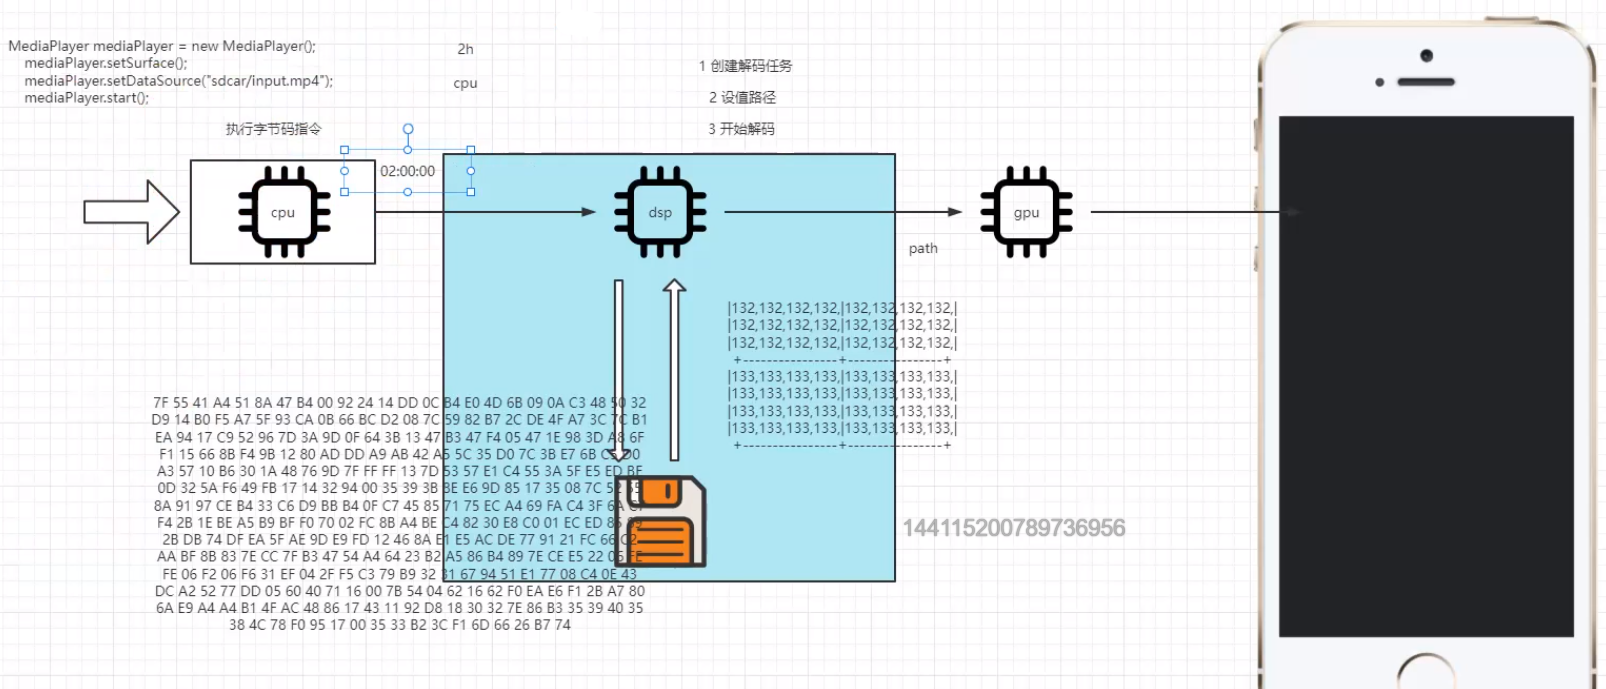 MediaPlayer mediaPlayer = new MediaPlayer();
mediaPlayer.setSurface();
mediaPlayer.setDataSource("sdcar/input.mp4");
mediaPlayer.start();
2h
cpu
1 创建解码任务
2 设值路径
3 开始解码
执行字节码指令
02:00:00
cpu
dsp
gpu
path
|132,132,132,132,|132,132,132,132,|
|132,132,132,132,|132,132,132,132,|
|132,132,132,132,|132,132,132,132,|
+----------------+----------------+
|133,133,133,133,|133,133,133,133,|
|133,133,133,133,|133,133,133,133,|
|133,133,133,133,|133,133,133,133,|
|133,133,133,133,|133,133,133,133,|
+----------------+----------------+
7F 55 41 A4 51 8A 47 B4 00 92 24 14 DD 0C B4 E0 4D 6B 09 0A C3 48 50 32
D9 14 B0 F5 A7 5F 93 CA 0B 66 BC D2 08 7C 59 82 B7 2C DE 4F A7 3C 7C B1
EA 94 17 C9 52 96 7D 3A 9D 0F 64 3B 13 47 B3 47 F4 05 47 1E 98 3D A8 6F
F1 15 66 8B F4 9B 12 80 AD DD A9 AB 42 A5 5C 35 D0 7C 3B E7 6B C5 D0
A3 57 10 B6 30 1A 48 76 9D 7F FF FF 13 7D 53 57 E1 C4 55 3A 5F E5 ED BE
0D 32 5A F6 49 FB 17 14 32 94 00 35 39 3B BE E6 9D 85 17 35 08 7C 52 55
8A 91 97 CE B4 33 C6 D9 BB B4 0F C7 45 85 71 75 EC A4 69 FA C4 3F 6A
F4 2B 1E BE A5 B9 BF F0 70 02 FC 8B A4 BE C4 82 30 E8 C0 01 EC ED
2B DB 74 DF EA 5F AE 9D E9 FD 12 46 8A E1 E5 AC DE 77 91 21 FC 66 C2
AA BF 8B 83 7E CC 7F B3 47 54 A4 64 23 B2 A5 86 B4 89 7E CE E5 22
FE 06 F2 06 F6 31 EF 04 2F F5 C3 79 B9 32 31 67 94 51 E1 77 08 C4 0E 43
DC A2 52 77 DD 05 60 40 71 16 00 7B 54 04 62 16 62 F0 EA E6 F1 2B A7 80
6A E9 A4 A4 B1 4F AC 48 86 17 43 11 92 D8 18 30 32 7E 86 B3 35 39 40 35
38 4C 78 F0 95 17 00 35 33 B2 3C F1 6D 66 26 B7 74
144115200789736956